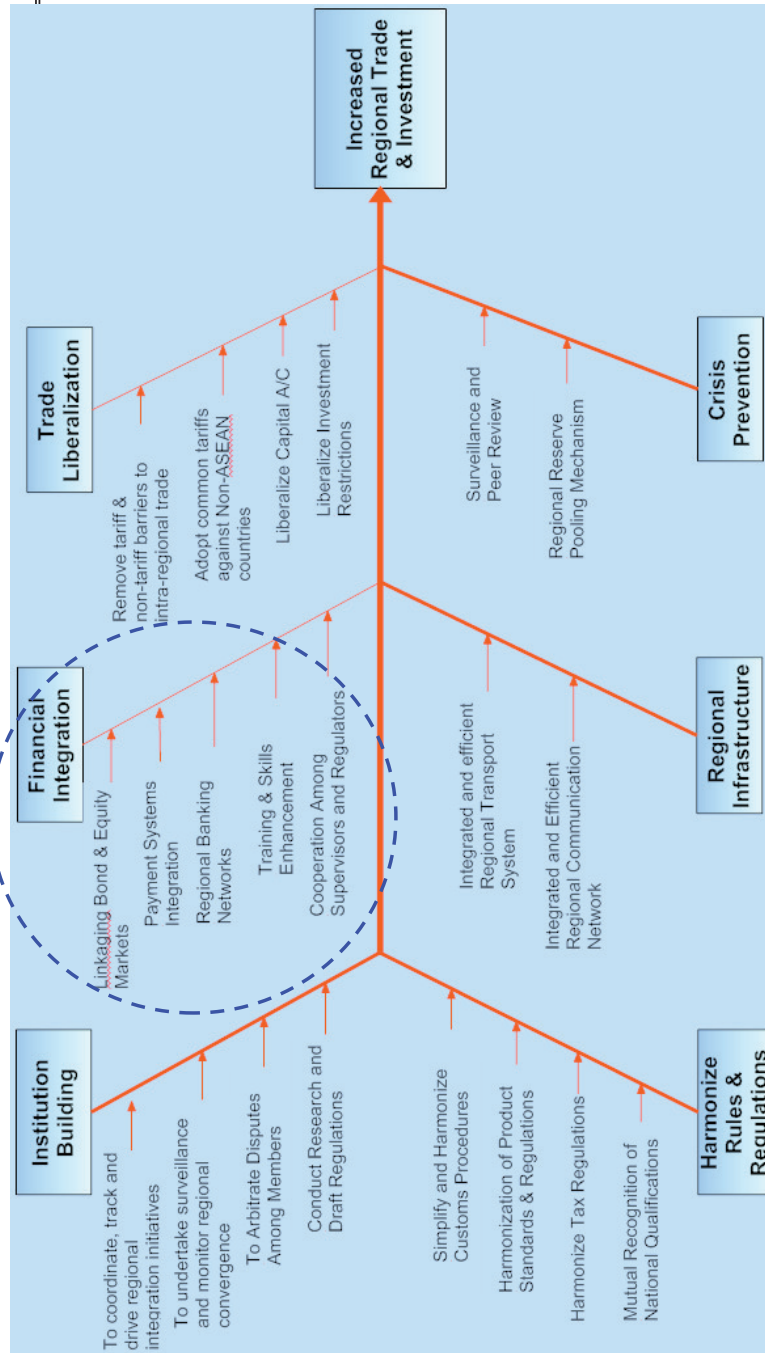 Institution
Building
To coordinate, track and
drive regional
integration initiatives
To undertake surveillance
and monitor regional
convergence
To Arbitrate Disputes
Among Members
Conduct Research and
Draft Regulations
Financial
Integration
Linkaging Bond & Equity
Markets
Payment Systems
Integration
Regional Banking
Networks
Training & Skills
Enhancement
Cooperation Among
Supervisors and Regulators
Trade
Liberalization
Remove tariff &
non-tariff barriers to
intra-regional trade
Adopt common tariffs
against Non-ASEAN
countries
Liberalize Capital A/C
Liberalize Investment
Restrictions
Increased
Regional Trade
& Investment
Simplify and Harmonize
Customs Procedures
Harmonization of Product
Standards & Regulations
Harmonize Tax Regulations
Mutual Recognition of
National Qualifications
Harmonize
Rules &
Regulations
Integrated and efficient
Regional Transport
System
Integrated and Efficient
Regional Communication
Network
Regional
Infrastructure
Surveillance and
Peer Review
Regional Reserve
Pooling Mechanism
Crisis
Prevention